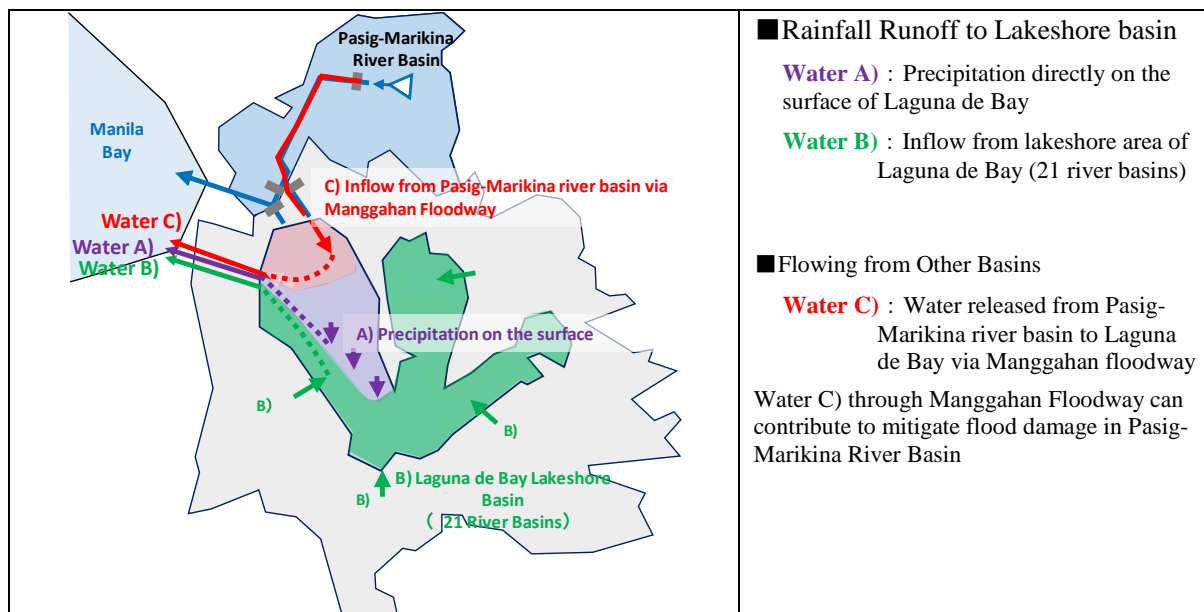 Pasig-Marikina
River Basin
Manila
Bay
C) Inflow from Pasig-Marikina river basin via
Manggahan Floodway
Water C)
Water A)
Water B)
A) Precipitation on the surface
B)
B)
B)
B) Laguna de Bay Lakeshore
Basin
( 21 River Basins)
■Rainfall Runoff to Lakeshore basin
Water A) : Precipitation directly on the
surface of Laguna de Bay
Water B) : Inflow from lakeshore area of
Laguna de Bay (21 river basins)
■Flowing from Other Basins
Water C) : Water released from Pasig-
Marikina river basin to Laguna
de Bay via Manggahan floodway
Water C) through Manggahan Floodway can
contribute to mitigate flood damage in Pasig-
Marikina River Basin